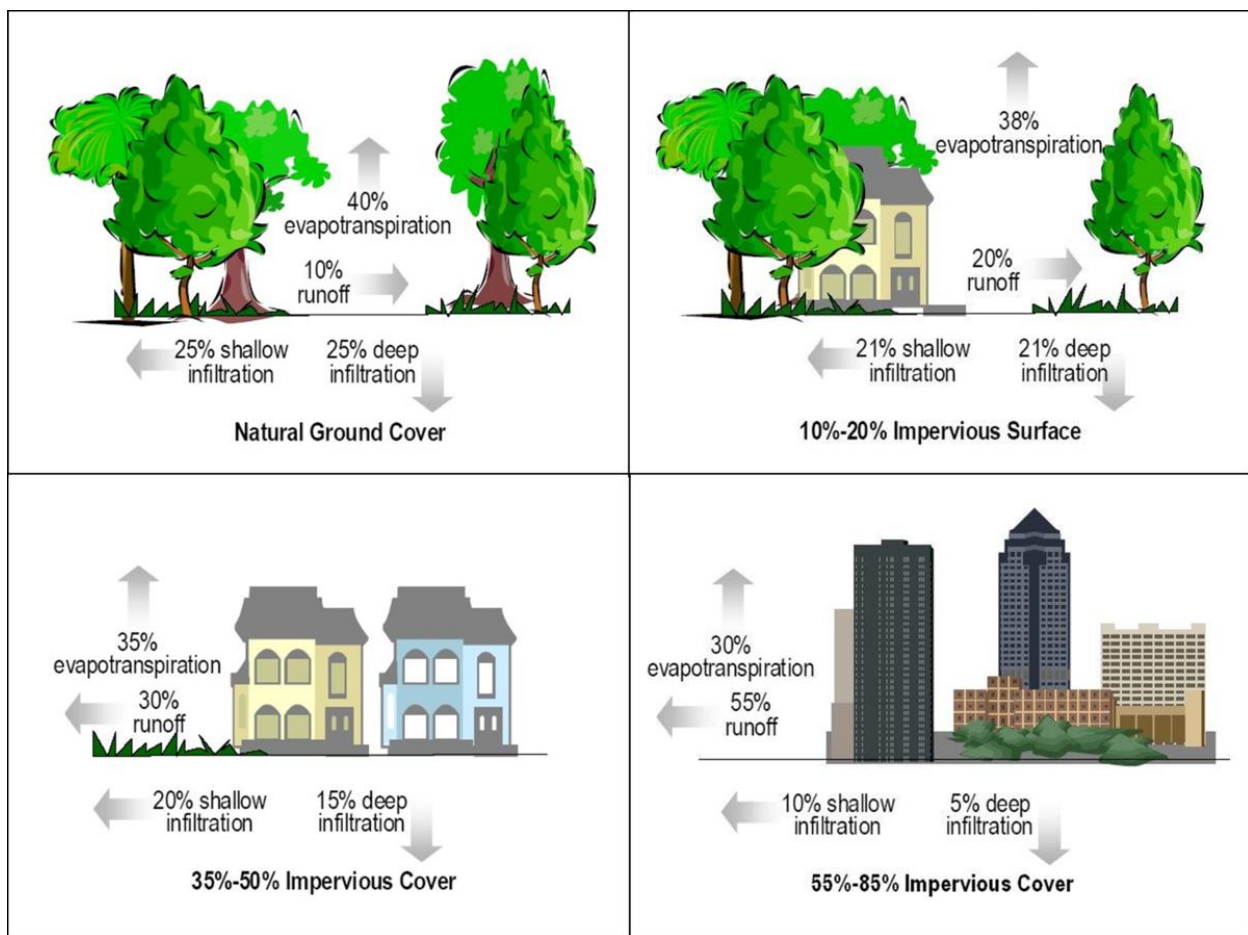 40%
evapotranspiration
10%
runoff
25% shallow
infiltration
25% deep
infiltration
Natural Ground Cover
38%
evapotranspiration
20%
runoff
21% shallow
infiltration
21% deep
infiltration
10%-20% Impervious Surface
35%
evapotranspiration
30%
runoff
20% shallow
infiltration
15% deep
infiltration
35%-50% Impervious Cover
30%
evapotranspiration
55%
runoff
10% shallow
infiltration
5% deep
infiltration
55%-85% Impervious Cover